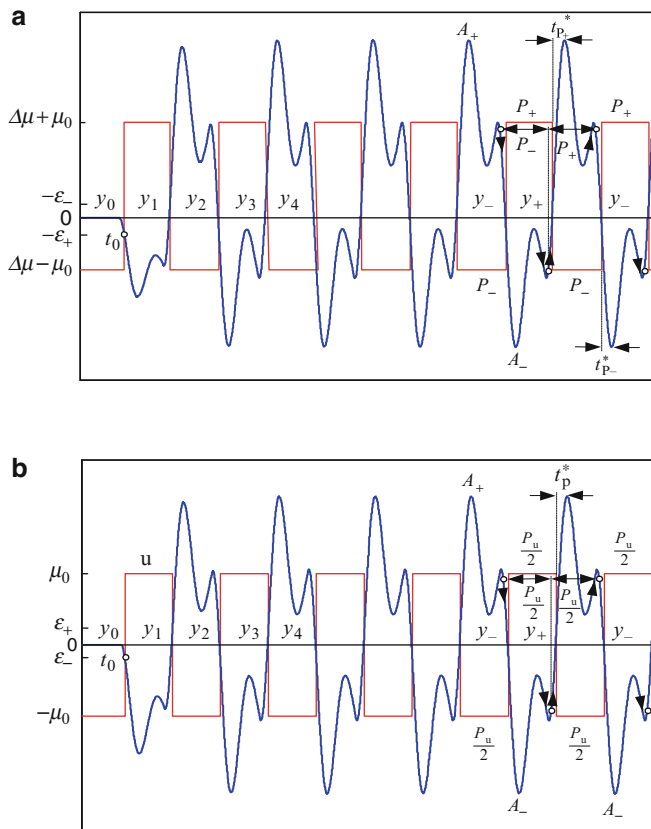 a
A₊ t*P₊
Δμ+μ₀ P₊ P₊
P₋ P₊
−ε₋ y₀ y₁ y₂ y₃ y₄ y₋ y₊ y₋
0
−ε₊ t₀
Δμ−μ₀ P₋ P₋
A₋ t*P₋
b
A₊ t*p
u Pu/2 Pu/2
μ₀
Pu/2 Pu/2
ε₊ y₀ y₁ y₂ y₃ y₄ y₋ y₊ y₋
0
ε₋ t₀
−μ₀ Pu/2 Pu/2
A₋ A₋